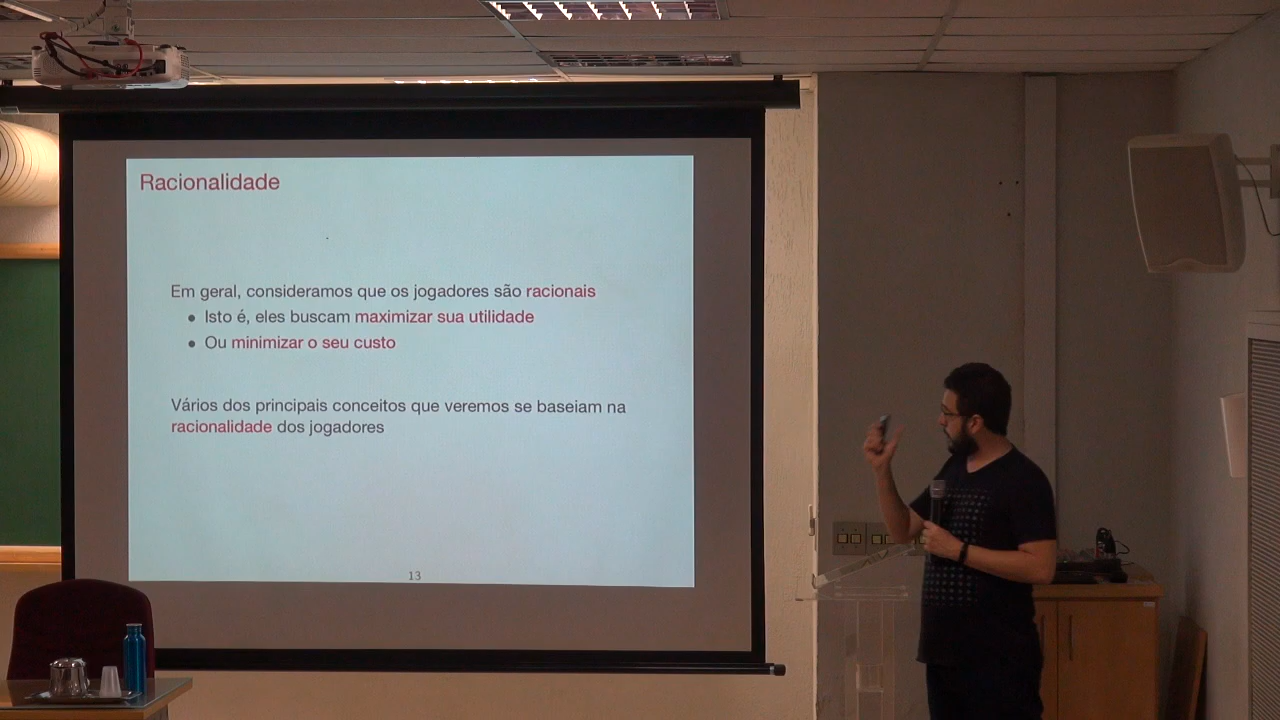 Racionalidade
Em geral, consideramos que os jogadores são racionais
• Isto é, eles buscam maximizar sua utilidade
• Ou minimizar o seu custo
Vários dos principais conceitos que veremos se baseiam na
racionalidade dos jogadores
13